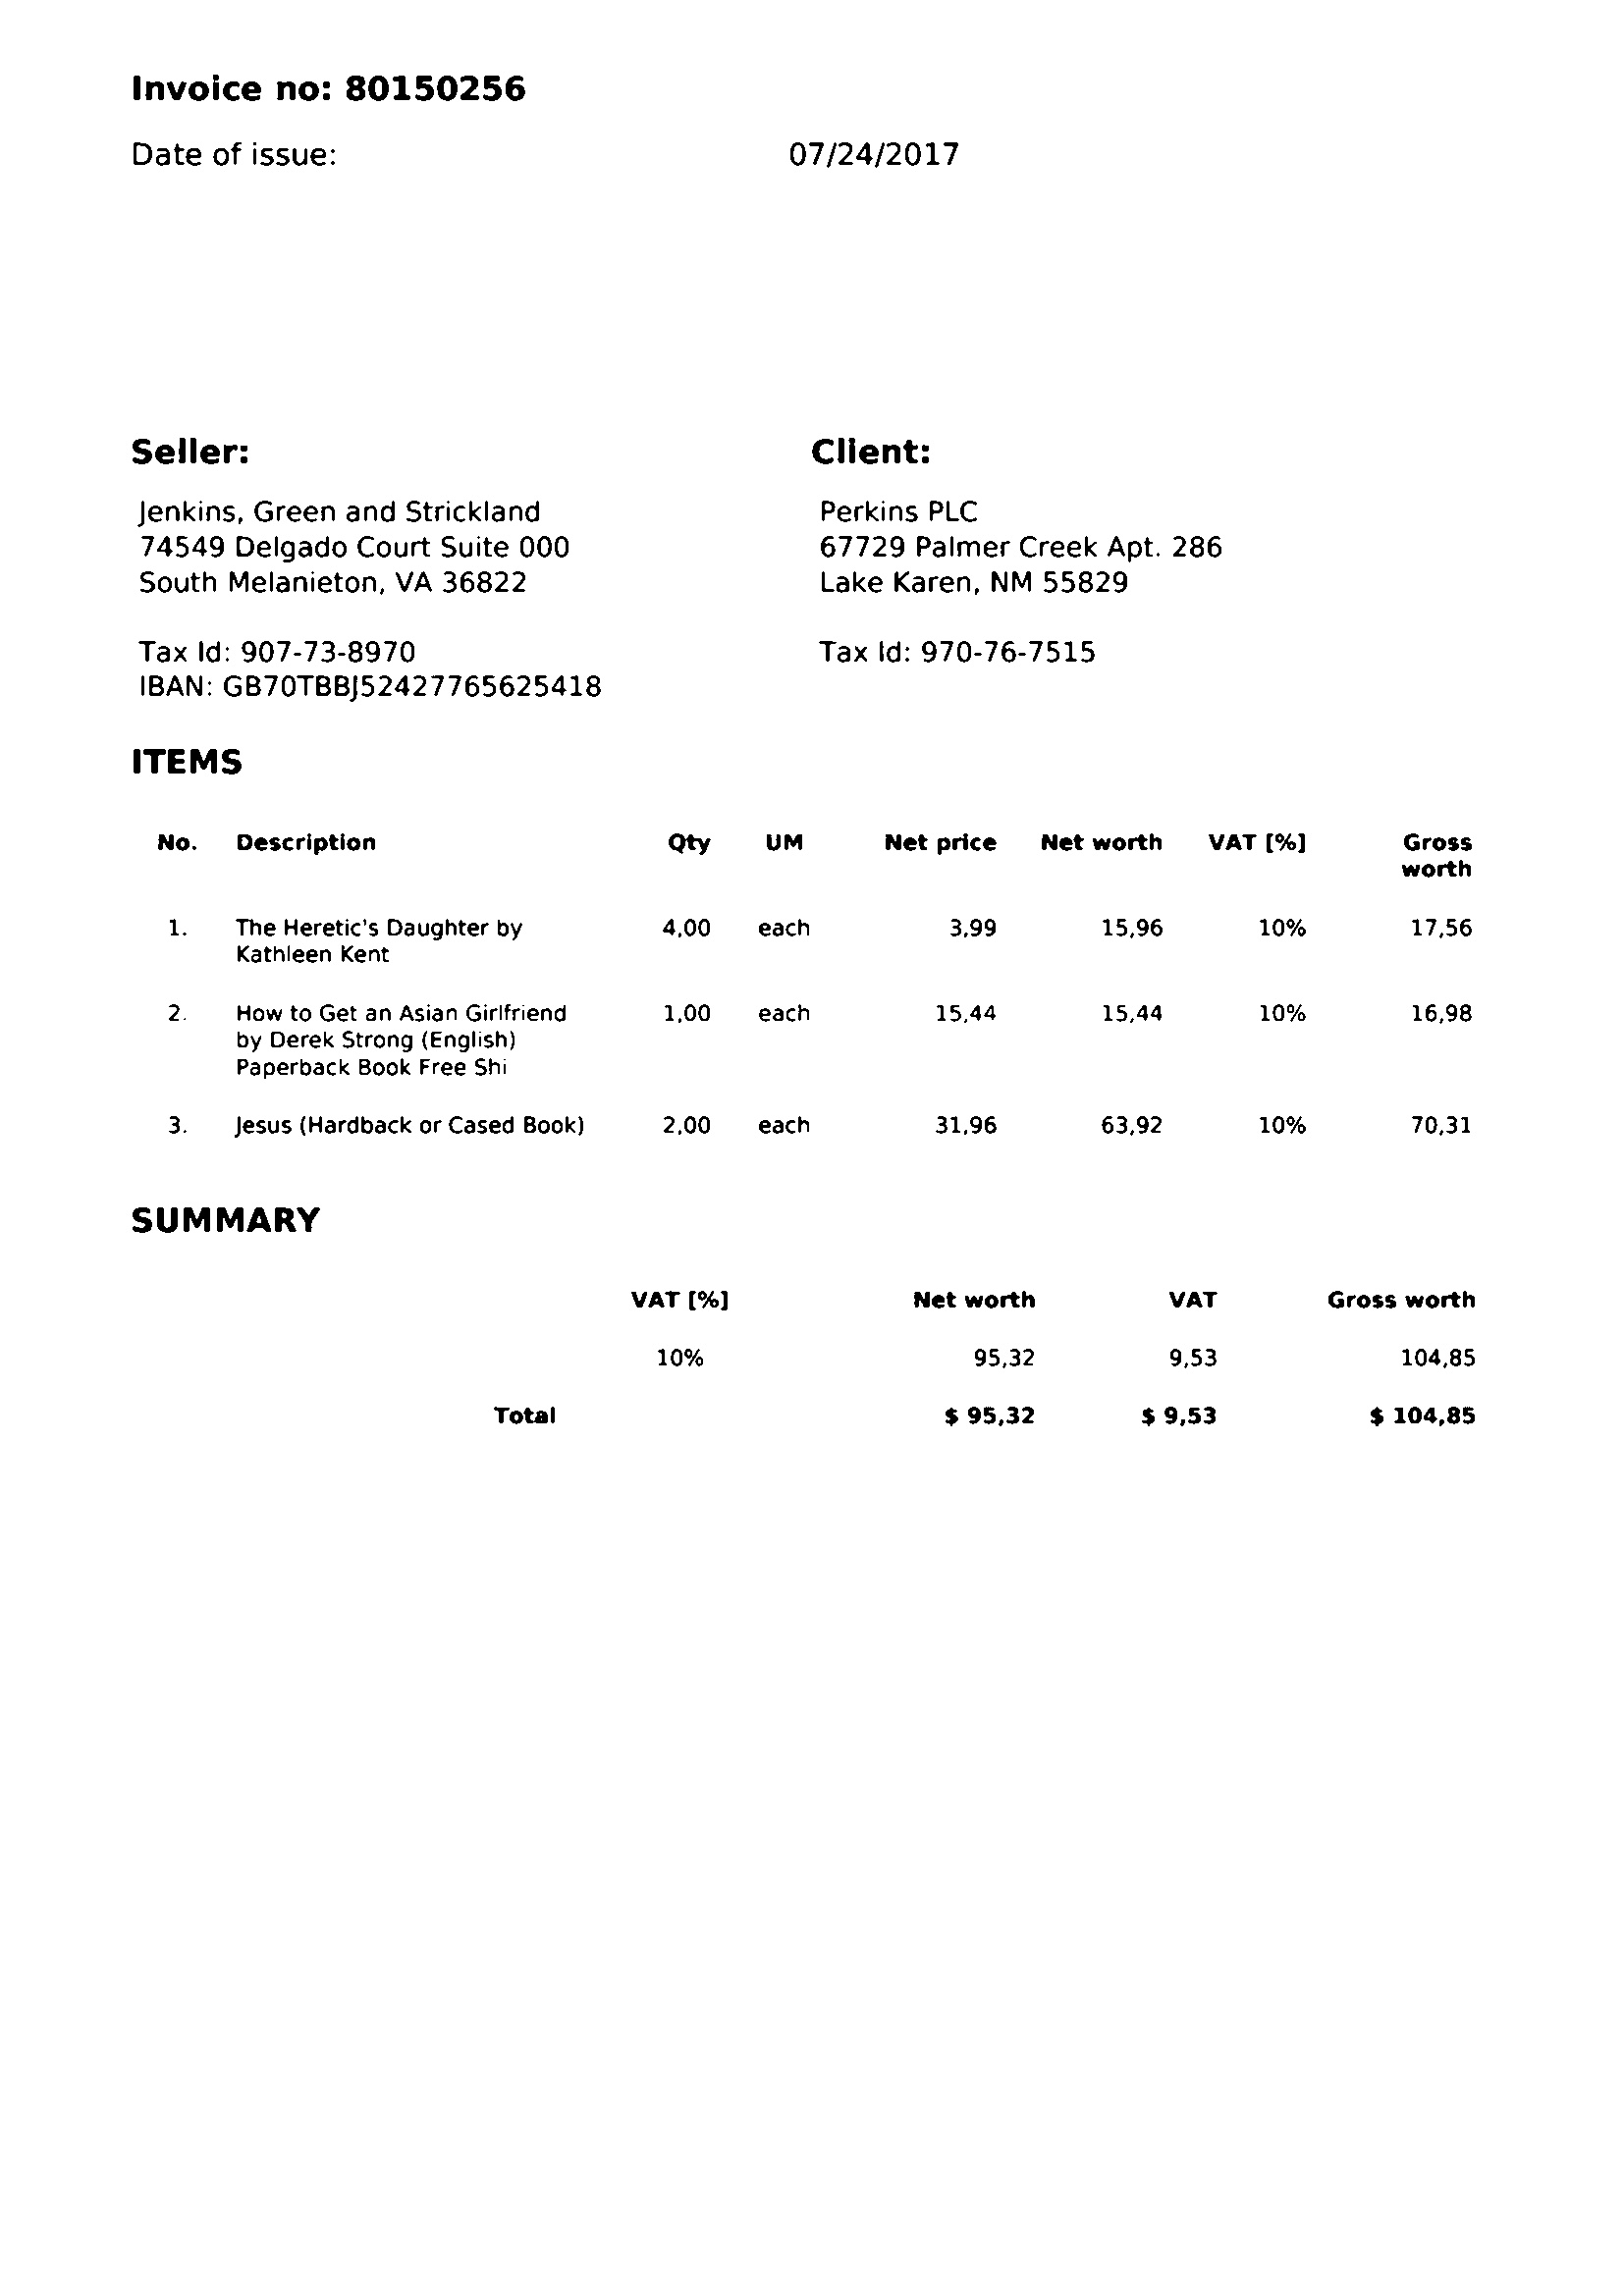 Invoice no: 80150256
Date of issue: 07/24/2017
Seller: Client:
Jenkins, Green and Strickland Perkins PLC
74549 Delgado Court Suite 000 67729 Palmer Creek Apt. 286
South Melanieton, VA 36822 Lake Karen, NM 55829
Tax Id: 907-73-8970 Tax Id: 970-76-7515
IBAN: GB70TBBJ52427765625418
ITEMS
No. Description Qty UM Net price Net worth VAT [%] Gross
worth
1. The Heretic's Daughter by 4,00 each 3,99 15,96 10% 17,56
Kathleen Kent
2. How to Get an Asian Girlfriend 1,00 each 15,44 15,44 10% 16,98
by Derek Strong (English)
Paperback Book Free Shi
3. Jesus (Hardback or Cased Book) 2,00 each 31,96 63,92 10% 70,31
SUMMARY
VAT [%] Net worth VAT Gross worth
10% 95,32 9,53 104,85
Total $ 95,32 $ 9,53 $ 104,85